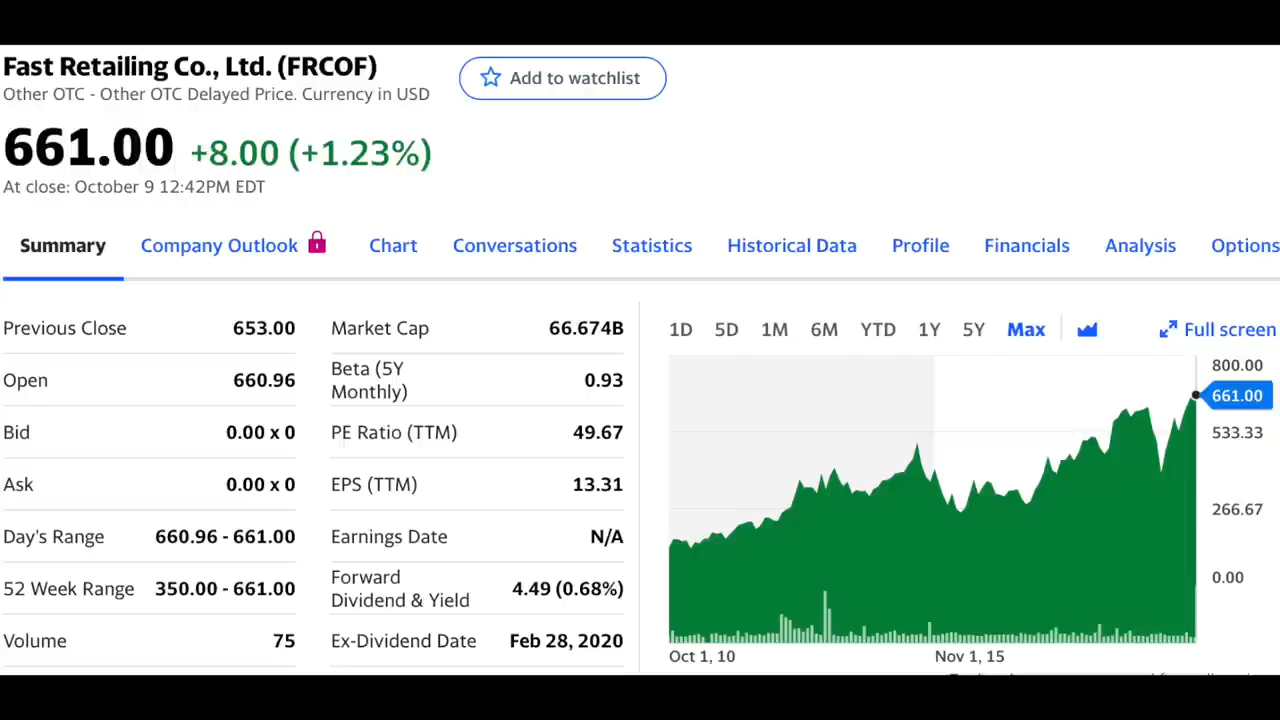 Fast Retailing Co., Ltd. (FRCOF)
Other OTC - Other OTC Delayed Price. Currency in USD
Add to watchlist
661.00 +8.00 (+1.23%)
At close: October 9 12:42PM EDT
Summary Company Outlook Chart Conversations Statistics Historical Data Profile Financials Analysis Options
Previous Close 653.00
Open 660.96
Bid 0.00 x 0
Ask 0.00 x 0
Day's Range 660.96 - 661.00
52 Week Range 350.00 - 661.00
Volume 75
Market Cap 66.674B
Beta (5Y
Monthly) 0.93
PE Ratio (TTM) 49.67
EPS (TTM) 13.31
Earnings Date N/A
Forward
Dividend & Yield 4.49 (0.68%)
Ex-Dividend Date Feb 28, 2020
1D 5D 1M 6M YTD 1Y 5Y Max Full screen
800.00
661.00
533.33
266.67
0.00
Oct 1, 10 Nov 1, 15